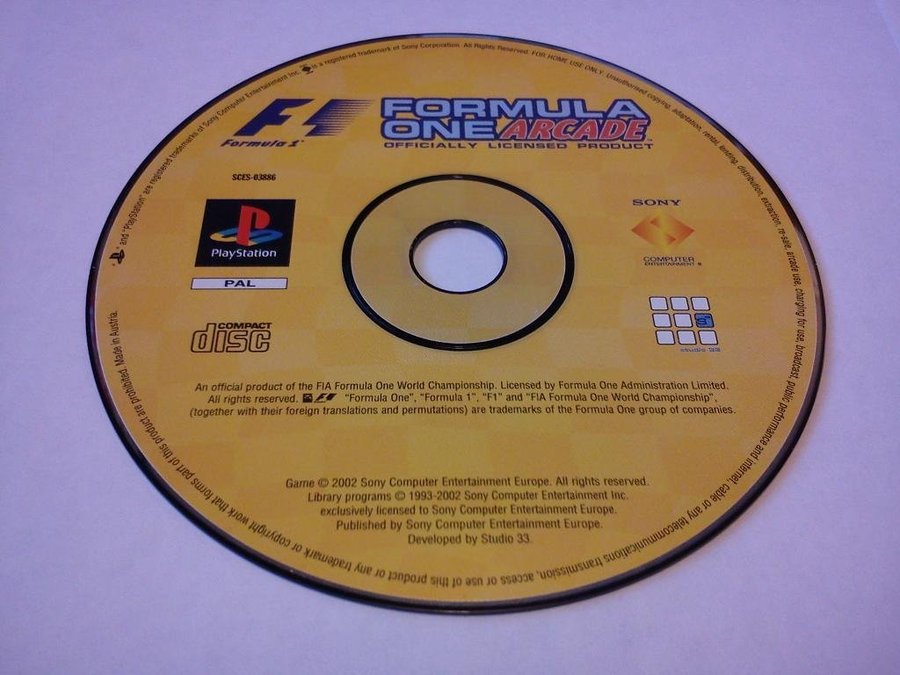 F1
Formula 1®
FORMULA
ONE ARCADE
OFFICIALLY LICENSED PRODUCT
SCES-03886
PlayStation
PAL
COMPACT
disc
SONY
COMPUTER
ENTERTAINMENT ®
studio 33
An official product of the FIA Formula One World Championship. Licensed by Formula One Administration Limited.
All rights reserved. F1 "Formula One", "Formula 1", "F1" and "FIA Formula One World Championship",
(together with their foreign translations and permutations) are trademarks of the Formula One group of companies.
Game © 2002 Sony Computer Entertainment Europe. All rights reserved.
Library programs © 1993-2002 Sony Computer Entertainment Inc.
exclusively licensed to Sony Computer Entertainment Europe.
Published by Sony Computer Entertainment Europe.
Developed by Studio 33.
and "PlayStation" are registered trademarks of Sony Computer Entertainment Inc. is a registered trademark of Sony Corporation. All Rights Reserved. FOR HOME USE ONLY. Unauthorised copying, adaptation, rental, lending, distribution, extraction, re-sale, arcade use, charging for use, broadcast, public performance and internet, cable or any telecommunications transmission, access or use of this product or any trademark or copyright work that forms part of this product are prohibited. Made in Austria.